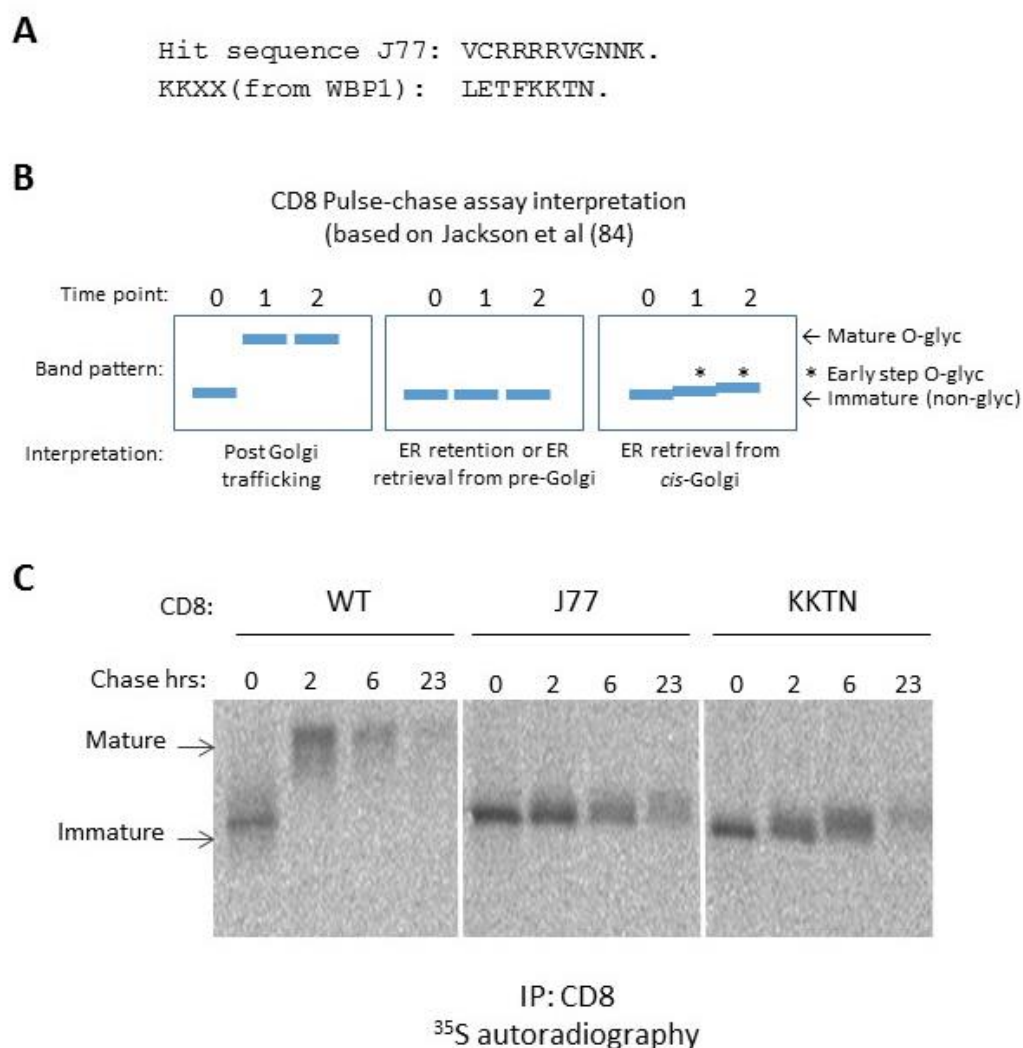 A
Hit sequence J77: VCRRRRVGNNK.
KKXX(from WBP1): LETFKKTN.
B
CD8 Pulse-chase assay interpretation
(based on Jackson et al (84)
Time point: 0 1 2 0 1 2 0 1 2
← Mature O-glyc
Band pattern: * * * Early step O-glyc
← Immature (non-glyc)
Interpretation: Post Golgi trafficking
ER retention or ER retrieval from pre-Golgi
ER retrieval from cis-Golgi
C
CD8: WT J77 KKTN
Chase hrs: 0 2 6 23 0 2 6 23 0 2 6 23
Mature →
Immature →
IP: CD8
³⁵S autoradiography